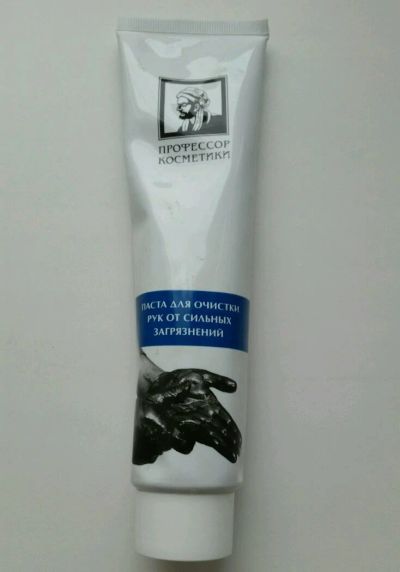 ПРОФЕССОР
КОСМЕТИКИ
ПАСТА ДЛЯ ОЧИСТКИ
РУК ОТ СИЛЬНЫХ
ЗАГРЯЗНЕНИЙ